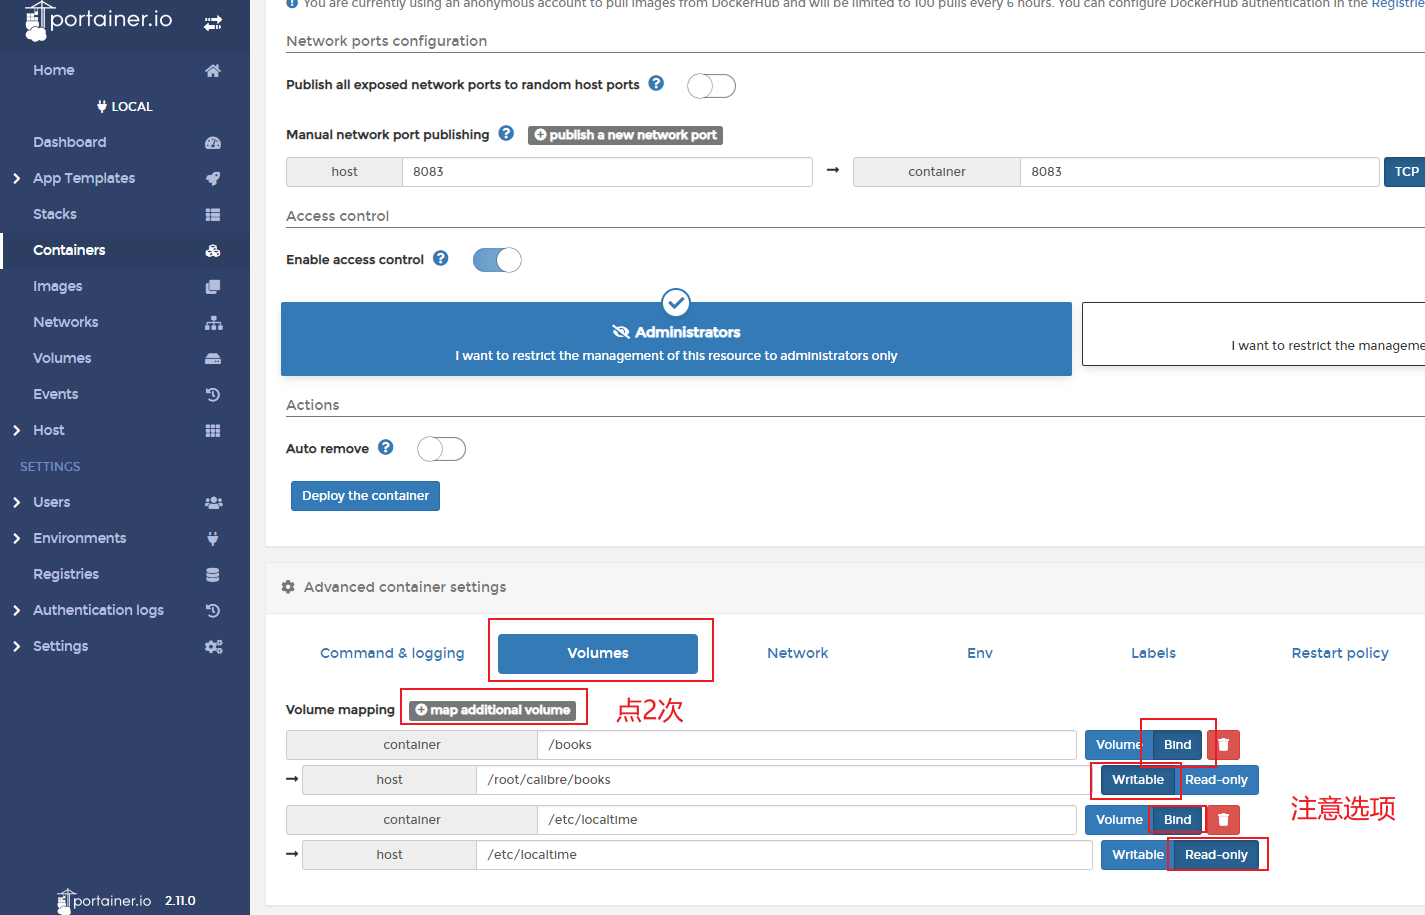 portainer.io
Home
LOCAL
Dashboard
App Templates
Stacks
Containers
Images
Networks
Volumes
Events
Host
SETTINGS
Users
Environments
Registries
Authentication logs
Settings
portainer.io 2.11.0
You are currently using an anonymous account to pull images from DockerHub and will be limited to 100 pulls every 6 hours. You can configure DockerHub authentication in the Registrie
Network ports configuration
Publish all exposed network ports to random host ports
Manual network port publishing publish a new network port
host 8083 → container 8083 TCP
Access control
Enable access control
Administrators
I want to restrict the management of this resource to administrators only
I want to restrict the manageme
Actions
Auto remove
Deploy the container
Advanced container settings
Command & logging Volumes Network Env Labels Restart policy
Volume mapping map additional volume 点2次
container /books Volume Bind
→ host /root/calibre/books Writable Read-only
注意选项
container /etc/localtime Volume Bind
→ host /etc/localtime Writable Read-only